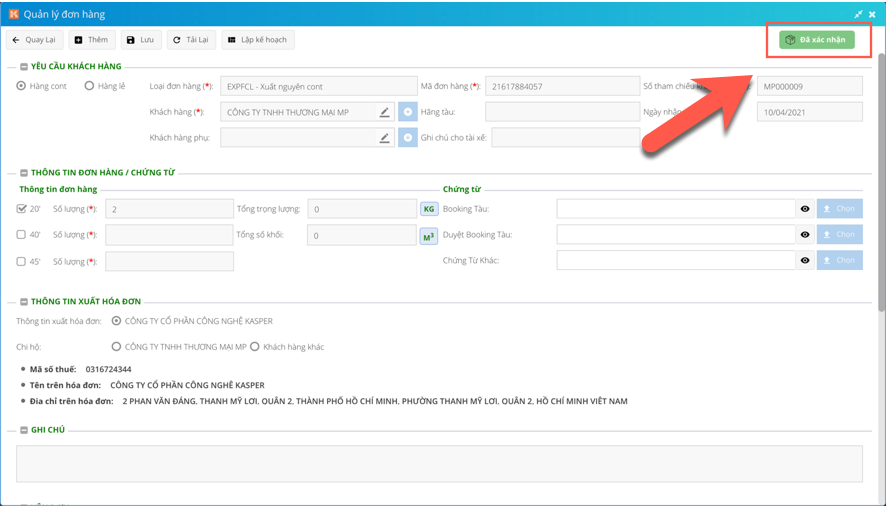 Quản lý đơn hàng
Quay Lại Thêm Lưu Tải Lại Lập kế hoạch Đã xác nhận
YÊU CẦU KHÁCH HÀNG
Hàng cont Hàng lẻ Loại đơn hàng (*): EXPFCL - Xuất nguyên cont Mã đơn hàng (*): 21617884057 Số tham chiếu MP000009
Khách hàng (*): CÔNG TY TNHH THƯƠNG MẠI MP Hãng tàu: Ngày nhận 10/04/2021
Khách hàng phụ: Ghi chú cho tài xế:
THÔNG TIN ĐƠN HÀNG / CHỨNG TỪ
Thông tin đơn hàng Chứng từ
20' Số lượng (*): 2 Tổng trọng lượng: 0 KG Booking Tàu: Chọn
40' Số lượng (*): Tổng số khối: 0 M³ Duyệt Booking Tàu: Chọn
45' Số lượng (*): Chứng Từ Khác: Chọn
THÔNG TIN XUẤT HÓA ĐƠN
Thông tin xuất hóa đơn: CÔNG TY CỔ PHẦN CÔNG NGHỆ KASPER
Chi hộ: CÔNG TY TNHH THƯƠNG MẠI MP Khách hàng khác
Mã số thuế: 0316724344
Tên trên hóa đơn: CÔNG TY CỔ PHẦN CÔNG NGHỆ KASPER
Địa chỉ trên hóa đơn: 2 PHAN VĂN ĐÁNG, THẠNH MỸ LỢI, QUẬN 2, THÀNH PHỐ HỒ CHÍ MINH, PHƯỜNG THẠNH MỸ LỢI, QUẬN 2, HỒ CHÍ MINH VIỆT NAM
GHI CHÚ